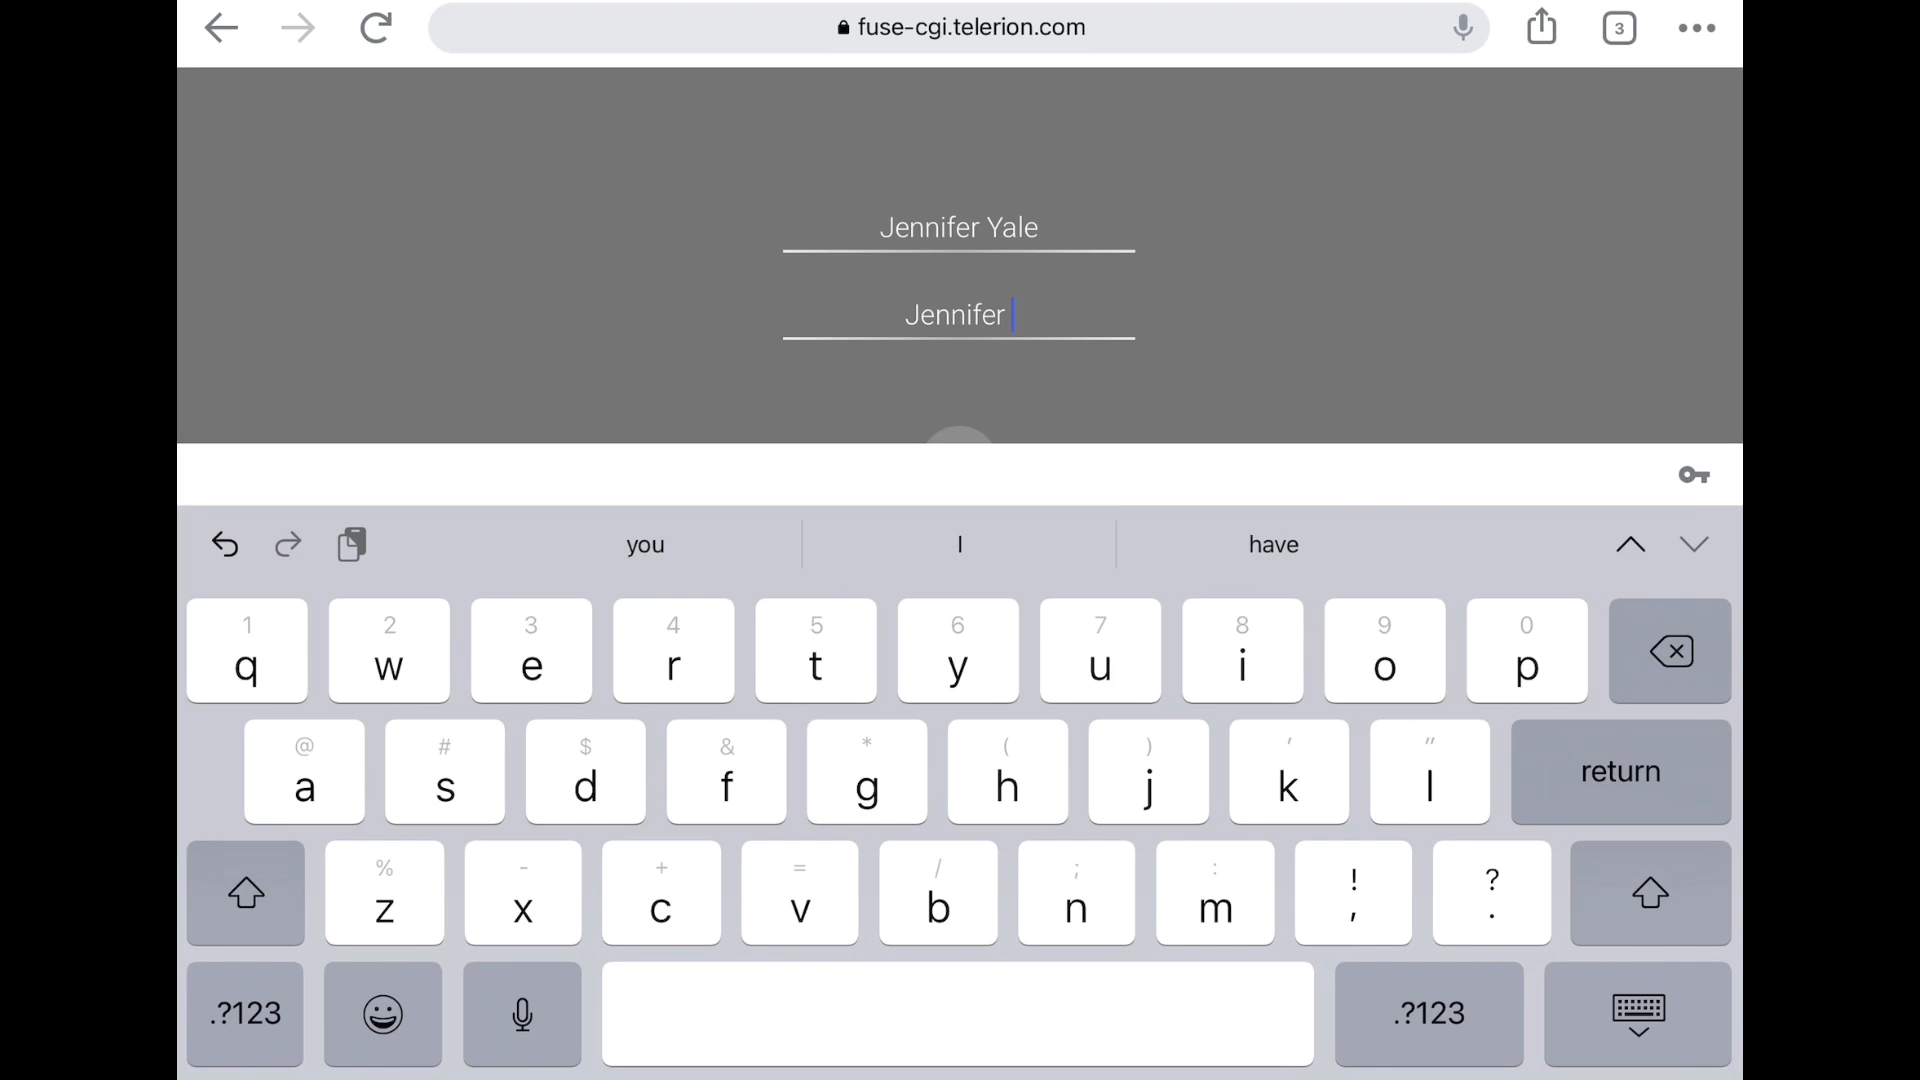 fuse-cgi.telerion.com
3
Jennifer Yale
Jennifer
you I have
1 2 3 4 5 6 7 8 9 0
q w e r t y u i o p
@ # $ & * ( ) ' "
a s d f g h j k l return
% - + = / ; : ! ?
z x c v b n m , .
.?123 .?123